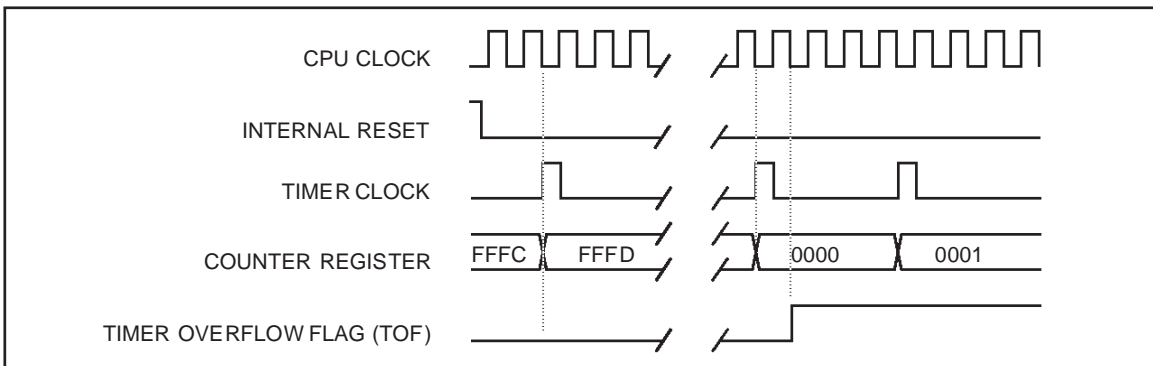 CPU CLOCK
INTERNAL RESET
TIMER CLOCK
COUNTER REGISTER FFFC FFFD 0000 0001
TIMER OVERFLOW FLAG (TOF)